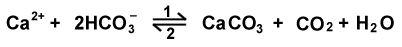 Ca²⁺ + 2HCO₃⁻ 1⇌2 CaCO₃ + CO₂ + H₂O